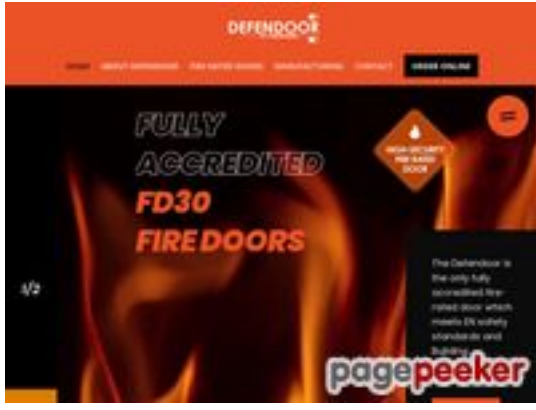 DEFENDOOR
HOME ABOUT DEFENDOOR FIRE RATED DOORS MANUFACTURING CONTACT ORDER ONLINE
FULLY
ACCREDITED
FD30
FIRE DOORS
HIGH SECURITY
FIRE RATED
DOOR
1/2
The Defendoor is
the only fully
accredited fire-
rated door which
meets EN safety
standards and
Building
pagepeeker